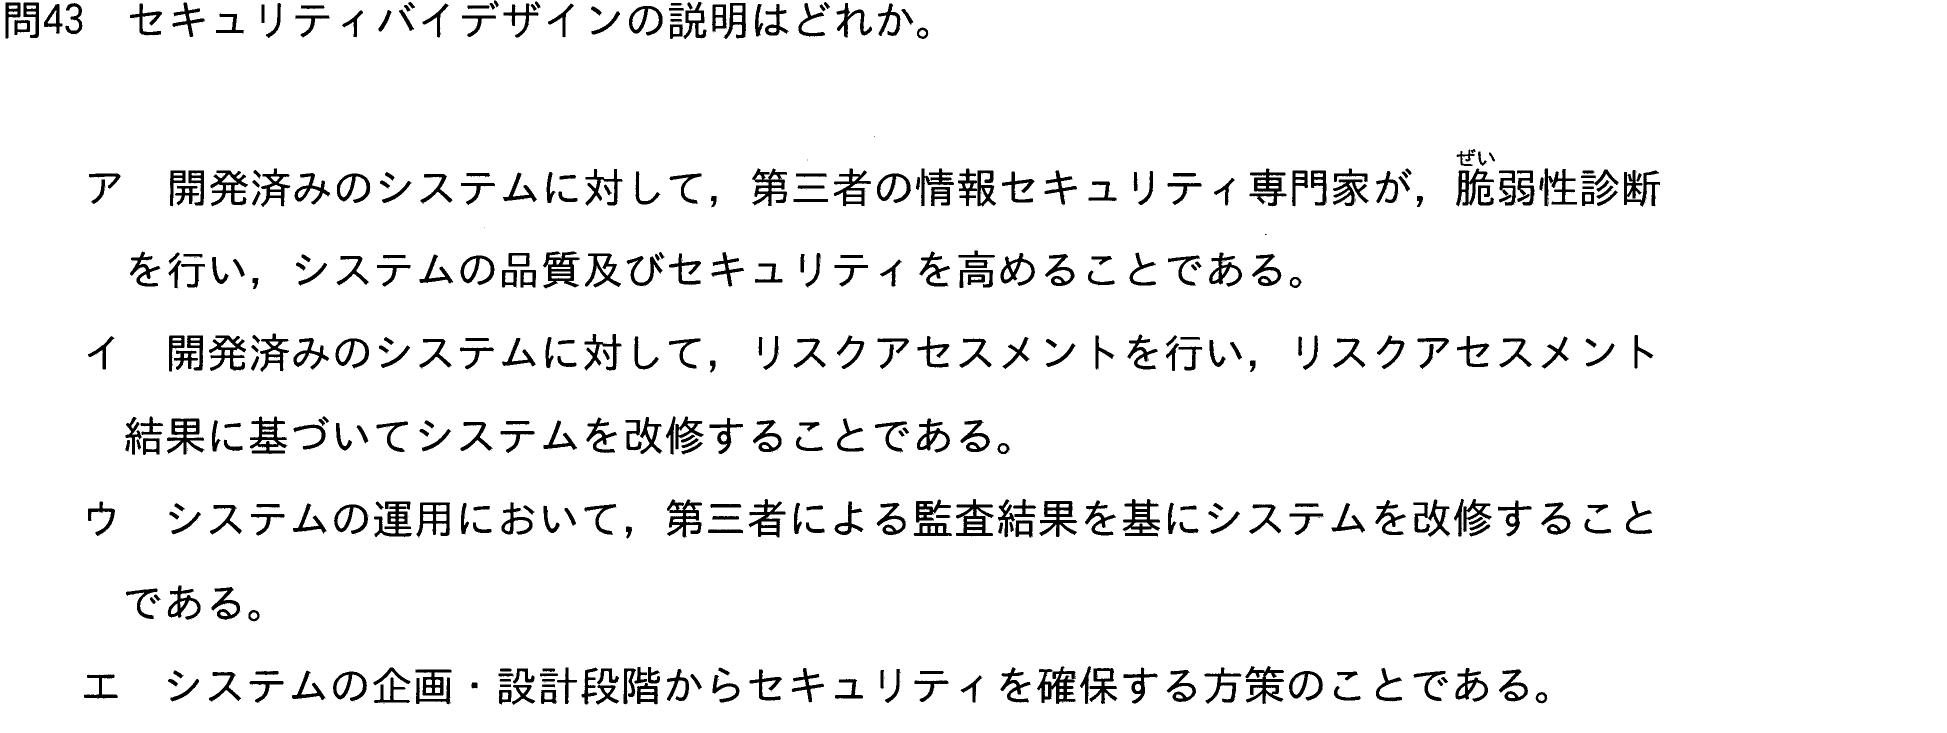 問43　セキュリティバイデザインの説明はどれか。
ア　開発済みのシステムに対して，第三者の情報セキュリティ専門家が，脆(ぜい)弱性診断
を行い，システムの品質及びセキュリティを高めることである。
イ　開発済みのシステムに対して，リスクアセスメントを行い，リスクアセスメント
結果に基づいてシステムを改修することである。
ウ　システムの運用において，第三者による監査結果を基にシステムを改修すること
である。
エ　システムの企画・設計段階からセキュリティを確保する方策のことである。